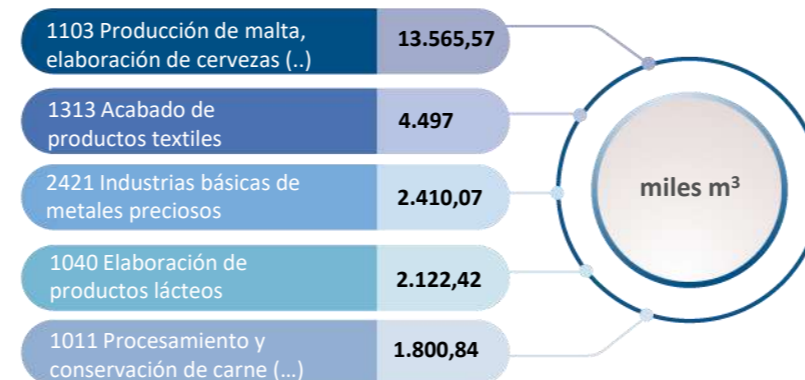 1103 Producción de malta,
elaboración de cervezas (..)
13.565,57
1313 Acabado de
productos textiles
4.497
2421 Industrias básicas de
metales preciosos
2.410,07
1040 Elaboración de
productos lácteos
2.122,42
1011 Procesamiento y
conservación de carne (...)
1.800,84
miles m³